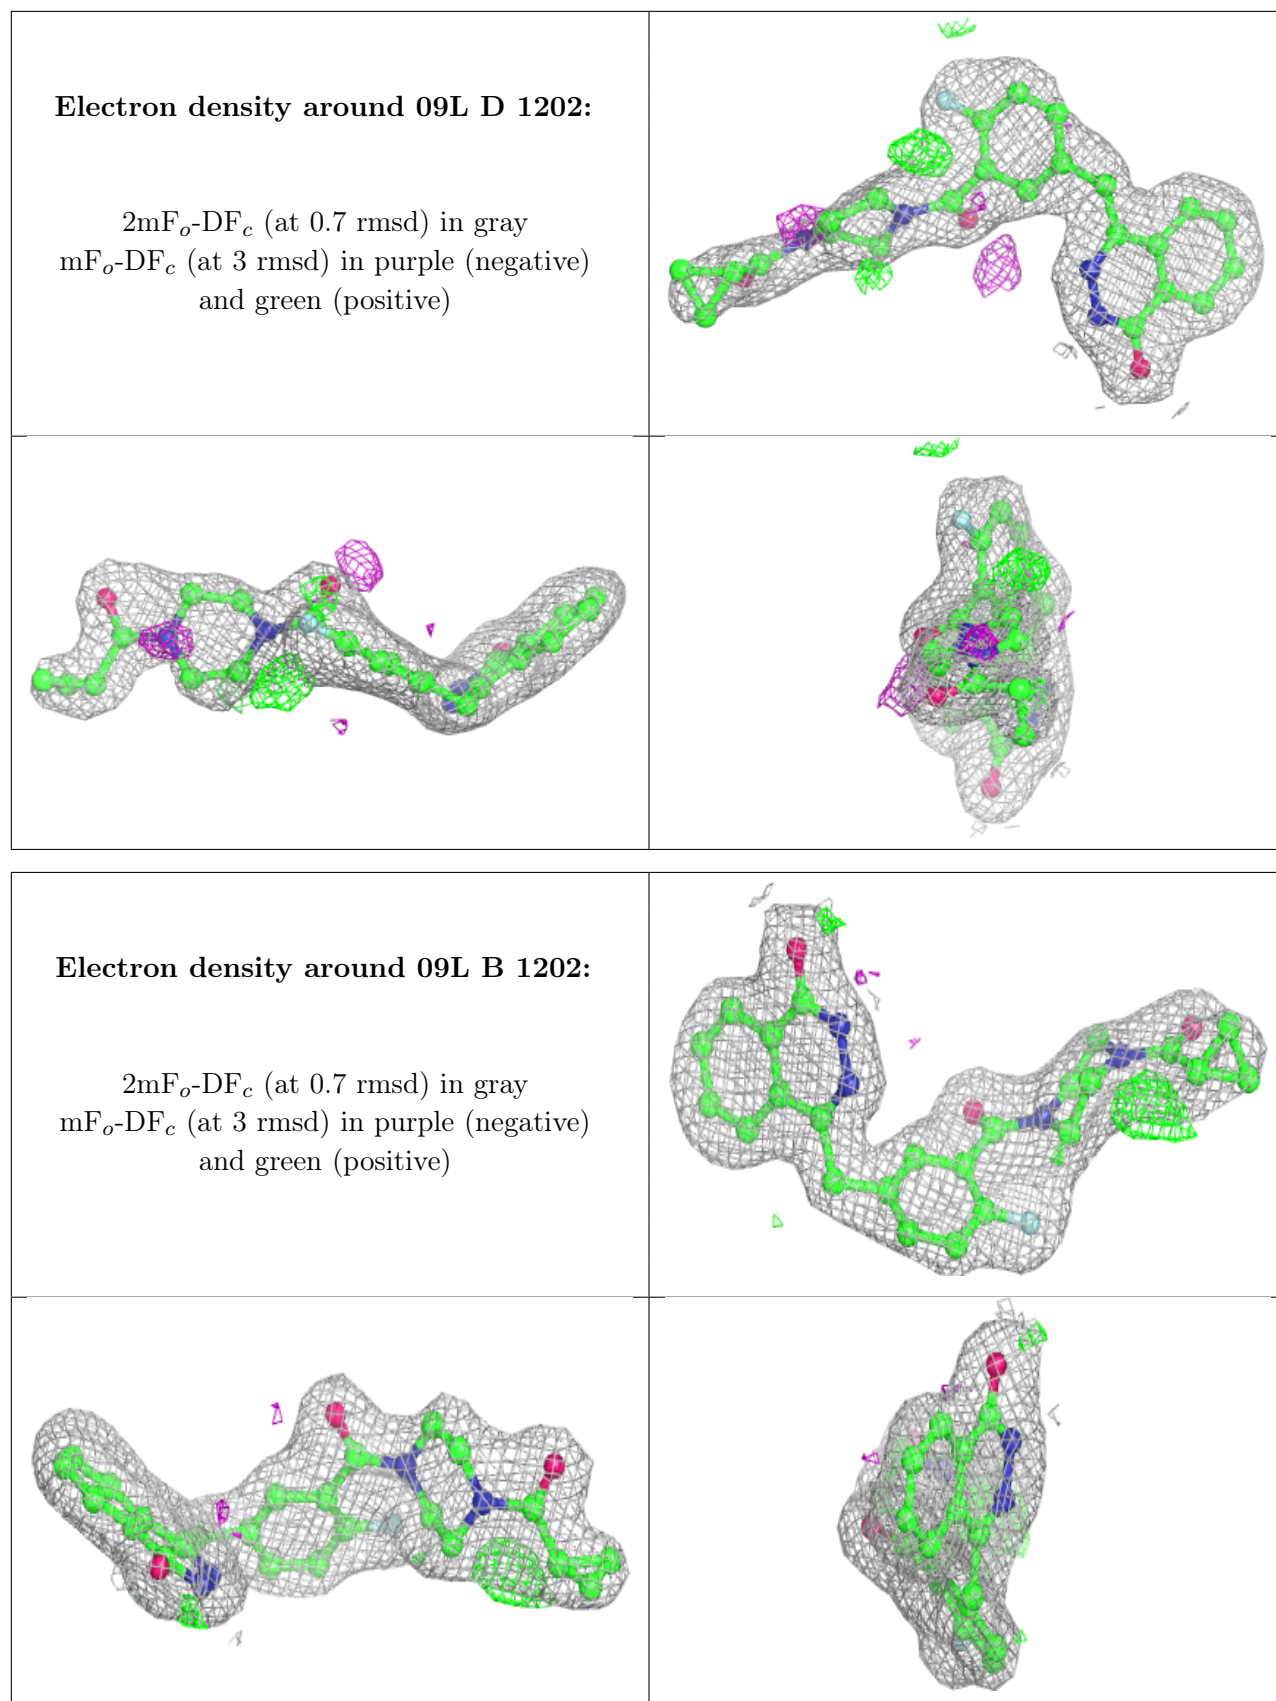 Electron density around 09L D 1202:
2mFo-DFc (at 0.7 rmsd) in gray
mFo-DFc (at 3 rmsd) in purple (negative)
and green (positive)
Electron density around 09L B 1202:
2mFo-DFc (at 0.7 rmsd) in gray
mFo-DFc (at 3 rmsd) in purple (negative)
and green (positive)